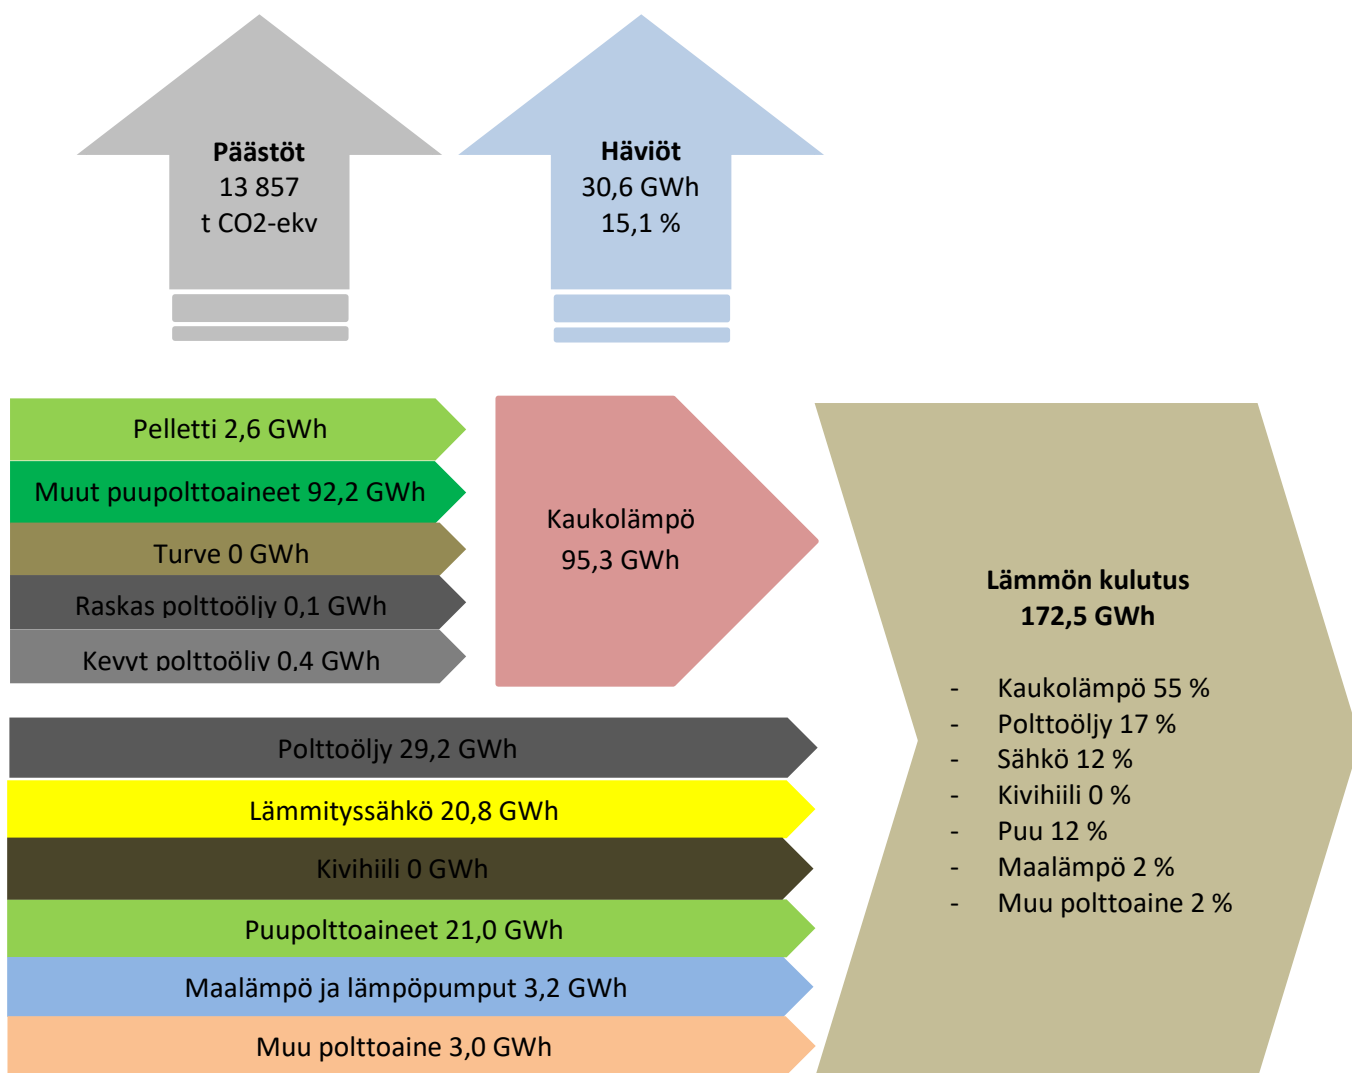 Päästöt
13 857
t CO2-ekv
Häviöt
30,6 GWh
15,1 %
Pelletti 2,6 GWh
Muut puupolttoaineet 92,2 GWh
Turve 0 GWh
Raskas polttoöljy 0,1 GWh
Kevyt polttoöljy 0,4 GWh
Kaukolämpö
95,3 GWh
Polttoöljy 29,2 GWh
Lämmityssähkö 20,8 GWh
Kivihiili 0 GWh
Puupolttoaineet 21,0 GWh
Maalämpö ja lämpöpumput 3,2 GWh
Muu polttoaine 3,0 GWh
Lämmön kulutus
172,5 GWh
- Kaukolämpö 55 %
- Polttoöljy 17 %
- Sähkö 12 %
- Kivihiili 0 %
- Puu 12 %
- Maalämpö 2 %
- Muu polttoaine 2 %